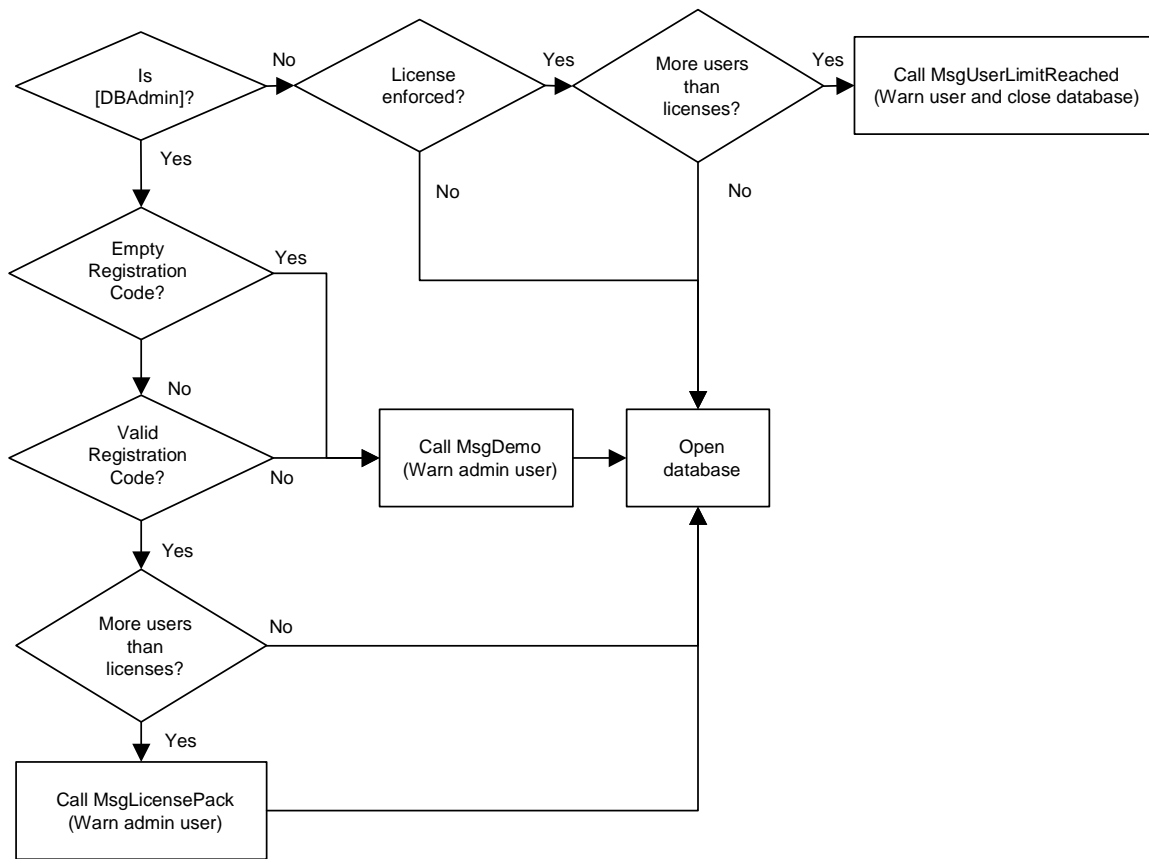 Is
[DBAdmin]?
No
License
enforced?
Yes
More users
than
licenses?
Yes
Call MsgUserLimitReached
(Warn user and close database)
Yes
No
No
Empty
Registration
Code?
Yes
No
Valid
Registration
Code?
No
Call MsgDemo
(Warn admin user)
Open
database
Yes
More users
than
licenses?
No
Yes
Call MsgLicensePack
(Warn admin user)